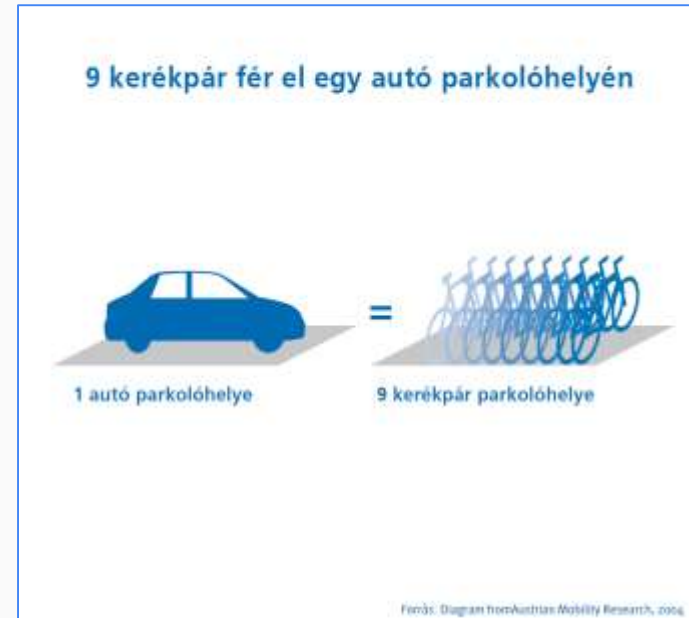 9 kerékpár fér el egy autó parkolóhelyén
=
1 autó parkolóhelye
9 kerékpár parkolóhelye
Forrás: Diagram fromAustrian Mobility Research, 2004